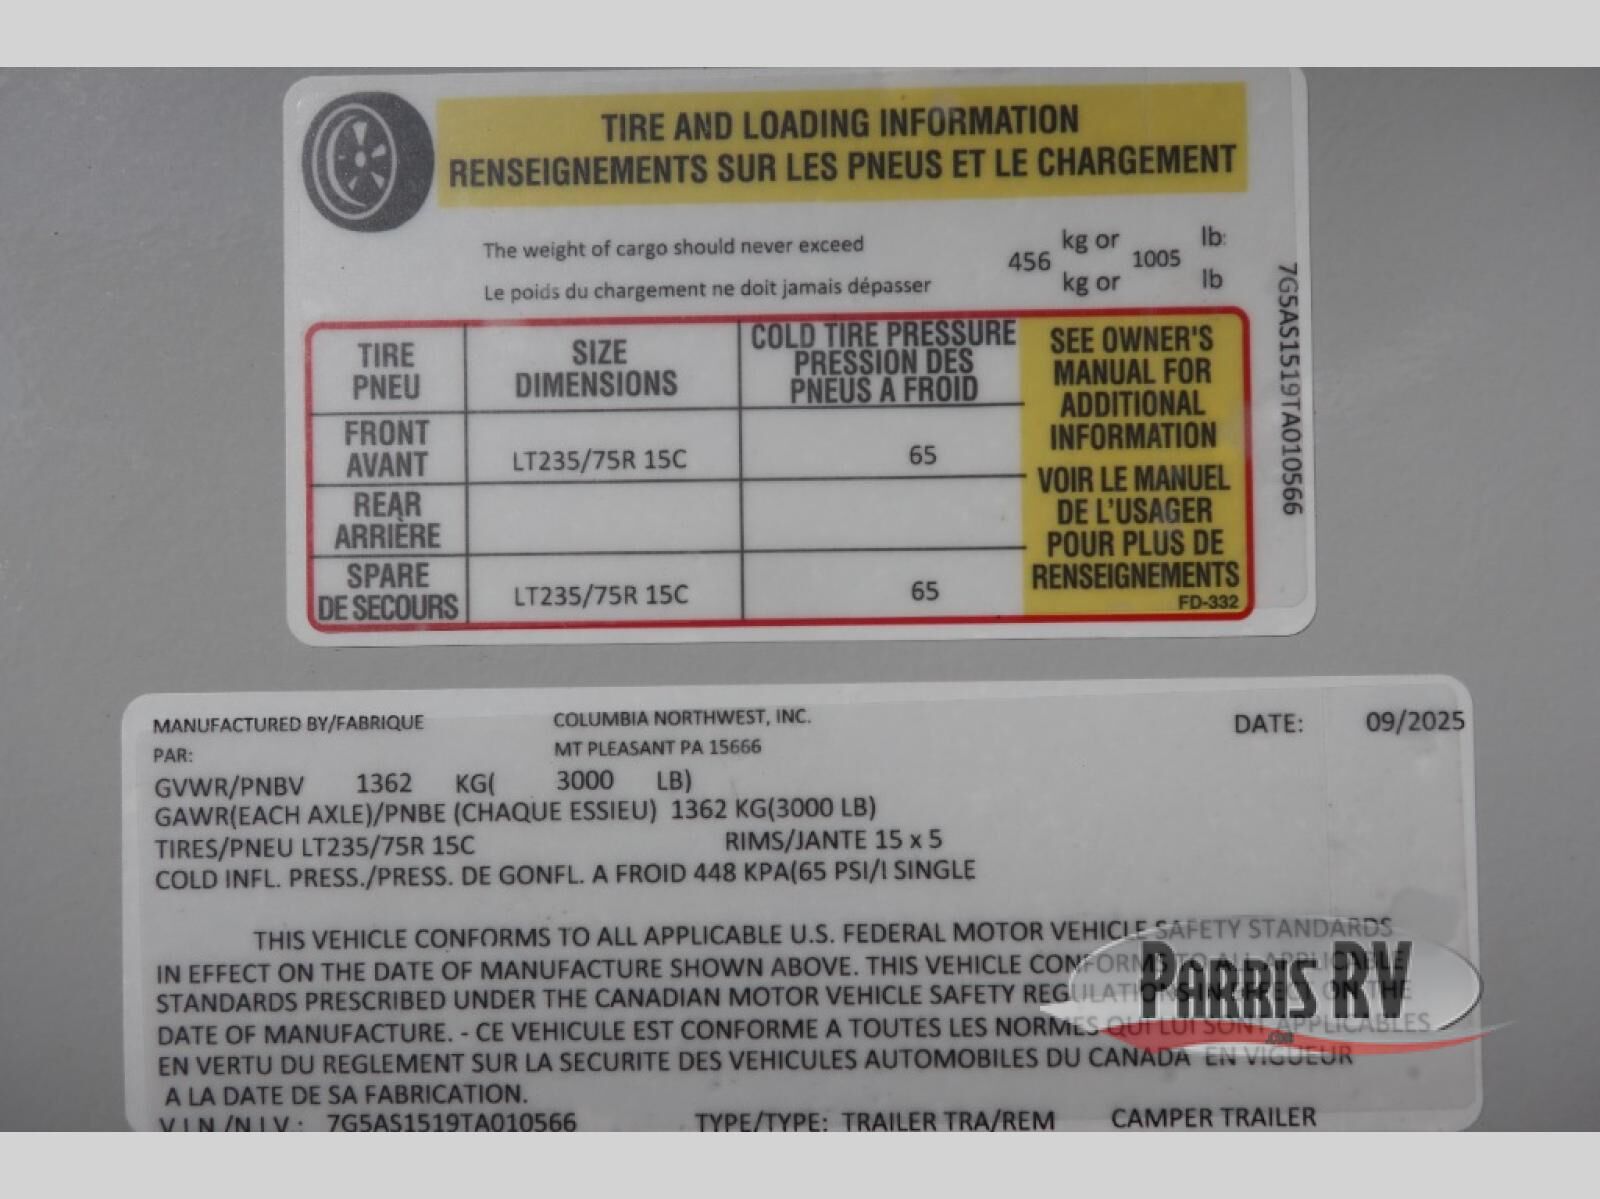 TIRE AND LOADING INFORMATION
RENSEIGNEMENTS SUR LES PNEUS ET LE CHARGEMENT
The weight of cargo should never exceed 456 kg or 1005 lb:
Le poids du chargement ne doit jamais dépasser kg or lb
TIRE
PNEU
SIZE
DIMENSIONS
COLD TIRE PRESSURE
PRESSION DES
PNEUS A FROID
FRONT
AVANT
LT235/75R 15C
65
REAR
ARRIÈRE
SPARE
DE SECOURS
LT235/75R 15C
65
SEE OWNER'S
MANUAL FOR
ADDITIONAL
INFORMATION
VOIR LE MANUEL
DE L'USAGER
POUR PLUS DE
RENSEIGNEMENTS
FD-332
7G5AS1519TA010566
MANUFACTURED BY/FABRIQUE COLUMBIA NORTHWEST, INC. DATE: 09/2025
PAR: MT PLEASANT PA 15666
GVWR/PNBV 1362 KG( 3000 LB)
GAWR(EACH AXLE)/PNBE (CHAQUE ESSIEU) 1362 KG(3000 LB)
TIRES/PNEU LT235/75R 15C RIMS/JANTE 15 x 5
COLD INFL. PRESS./PRESS. DE GONFL. A FROID 448 KPA(65 PSI/I SINGLE
THIS VEHICLE CONFORMS TO ALL APPLICABLE U.S. FEDERAL MOTOR VEHICLE SAFETY STANDARDS
IN EFFECT ON THE DATE OF MANUFACTURE SHOWN ABOVE. THIS VEHICLE CONFORMS TO ALL APPLICABLE
STANDARDS PRESCRIBED UNDER THE CANADIAN MOTOR VEHICLE SAFETY REGULATIONS IN EFFECT ON THE
DATE OF MANUFACTURE. - CE VEHICULE EST CONFORME A TOUTES LES NORMES QUI LUI SONT APPLICABLES
EN VERTU DU REGLEMENT SUR LA SECURITE DES VEHICULES AUTOMOBILES DU CANADA EN VIGUEUR
A LA DATE DE SA FABRICATION.
V.I.N./N.I.V.: 7G5AS1519TA010566 TYPE/TYPE: TRAILER TRA/REM CAMPER TRAILER
PARRIS RV
.com